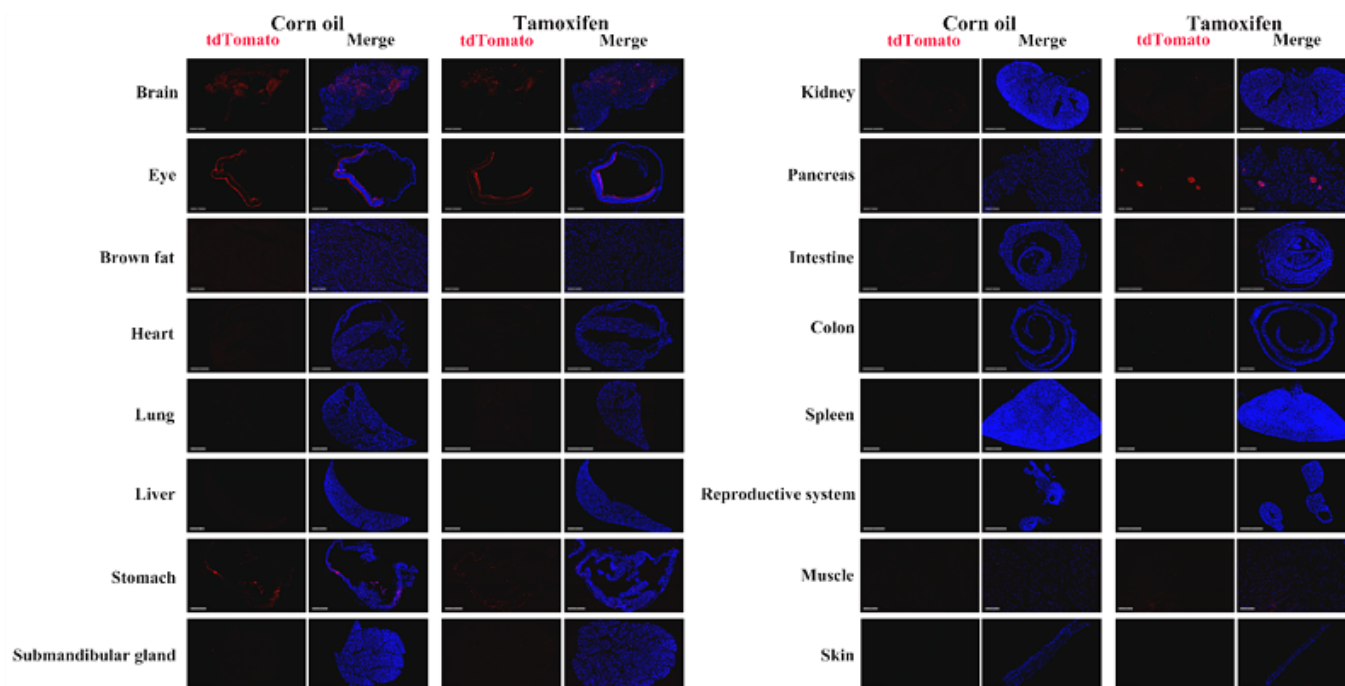 Corn oil Tamoxifen Corn oil Tamoxifen
tdTomato Merge tdTomato Merge tdTomato Merge tdTomato Merge
Brain Kidney
Eye Pancreas
Brown fat Intestine
Heart Colon
Lung Spleen
Liver Reproductive system
Stomach Muscle
Submandibular gland Skin